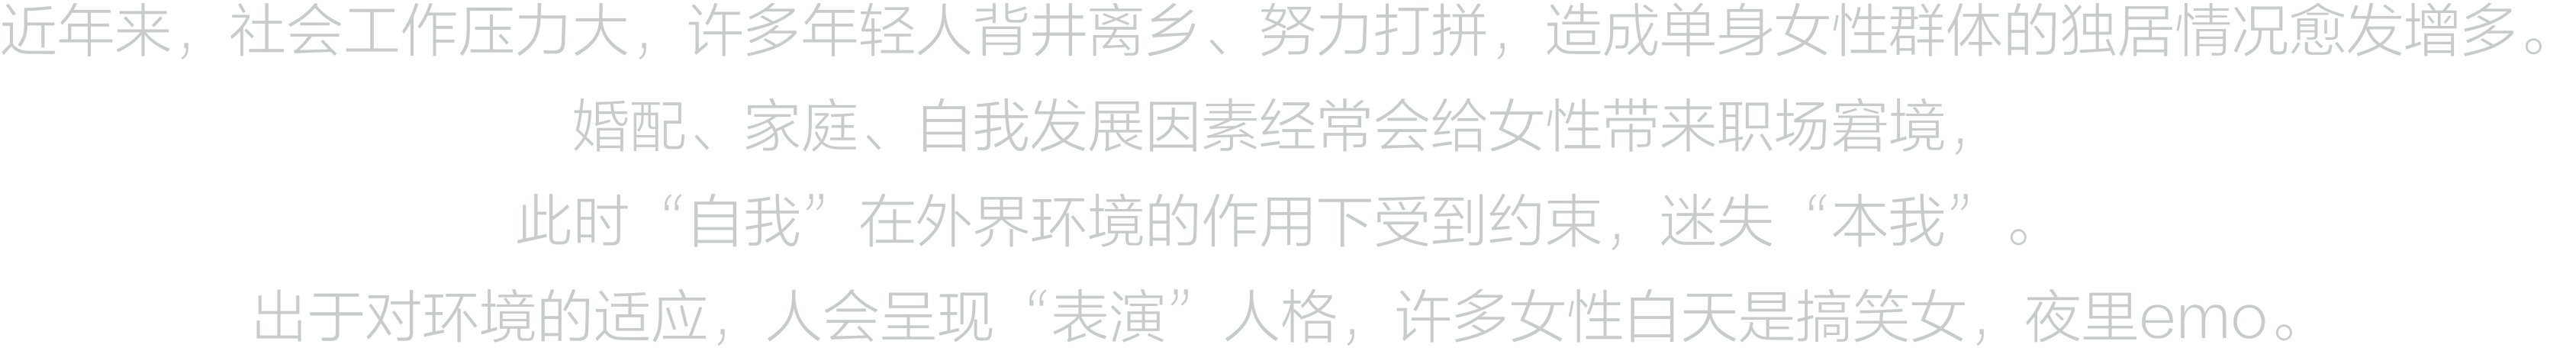 近年来，社会工作压力大，许多年轻人背井离乡、努力打拼，造成单身女性群体的独居情况愈发增多。
婚配、家庭、自我发展因素经常会给女性带来职场窘境，
此时“自我”在外界环境的作用下受到约束，迷失“本我”。
出于对环境的适应，人会呈现“表演”人格，许多女性白天是搞笑女，夜里emo。